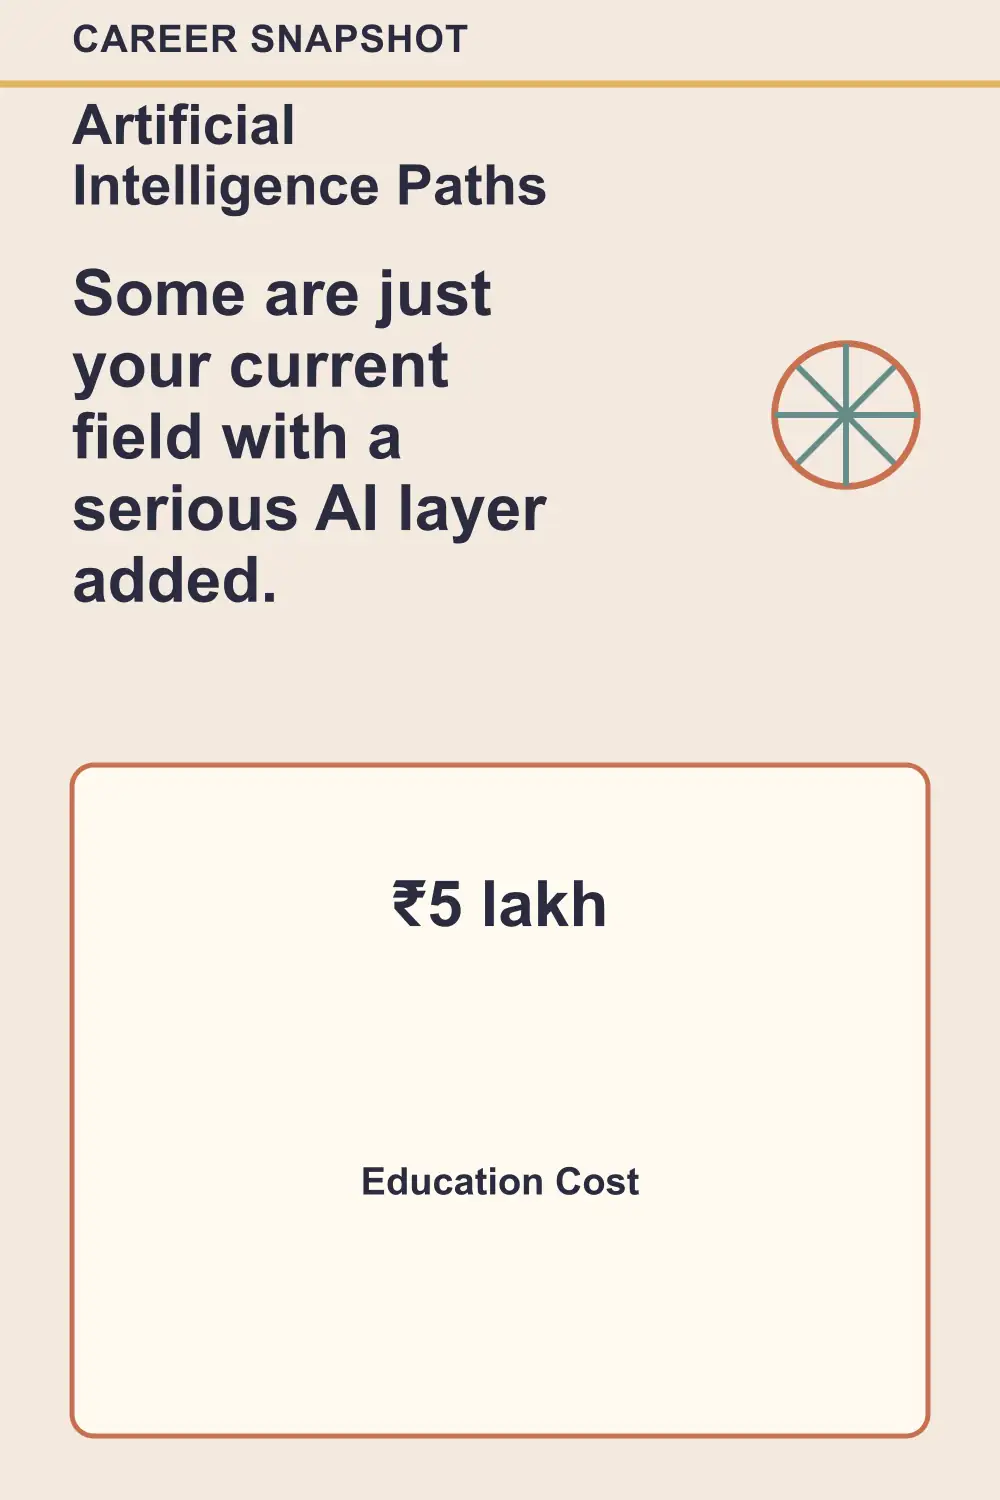 CAREER SNAPSHOT
Artificial
Intelligence Paths
Some are just
your current
field with a
serious AI layer
added.
₹5 lakh
Education Cost